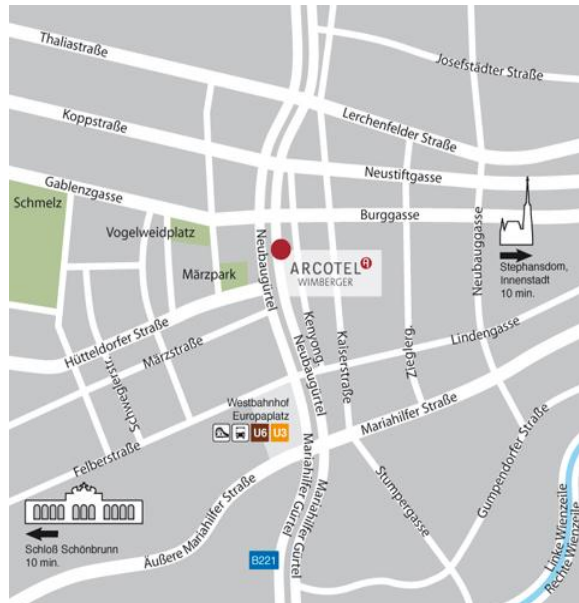 Thaliastraße
Josefstädter Straße
Koppstraße
Lerchenfelder Straße
Neustiftgasse
Gablenzgasse
Schmelz
Burggasse
Vogelweidplatz
Neubaugürtel
Neubauggasse
ARCOTEL
WIMBERGER
Stephansdom,
Innenstadt
10 min.
Märzpark
Hütteldorfer Straße
Märzstraße
Kenyong.
Neubaugürtel
Kaiserstraße
Zieglerg.
Lindengasse
Schweglerstr.
Westbahnhof
Europaplatz
U6 U3
Mariahilfer Straße
Felberstraße
Mariahilfer Gürtel
Mariahilfer Gürtel
Stumpergasse
Gumpendorfer Straße
Äußere Mariahilfer Straße
Schloß Schönbrunn
10 min.
B221
Linke Wienzeile
Rechte Wienzeile